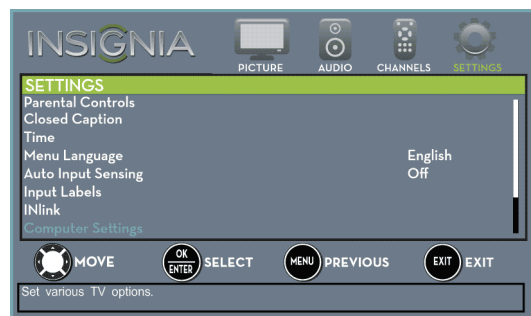 INSIGNIA
PICTURE AUDIO CHANNELS SETTINGS
SETTINGS
Parental Controls
Closed Caption
Time
Menu Language English
Auto Input Sensing Off
Input Labels
INlink
Computer Settings
MOVE OK ENTER SELECT MENU PREVIOUS EXIT EXIT
Set various TV options.